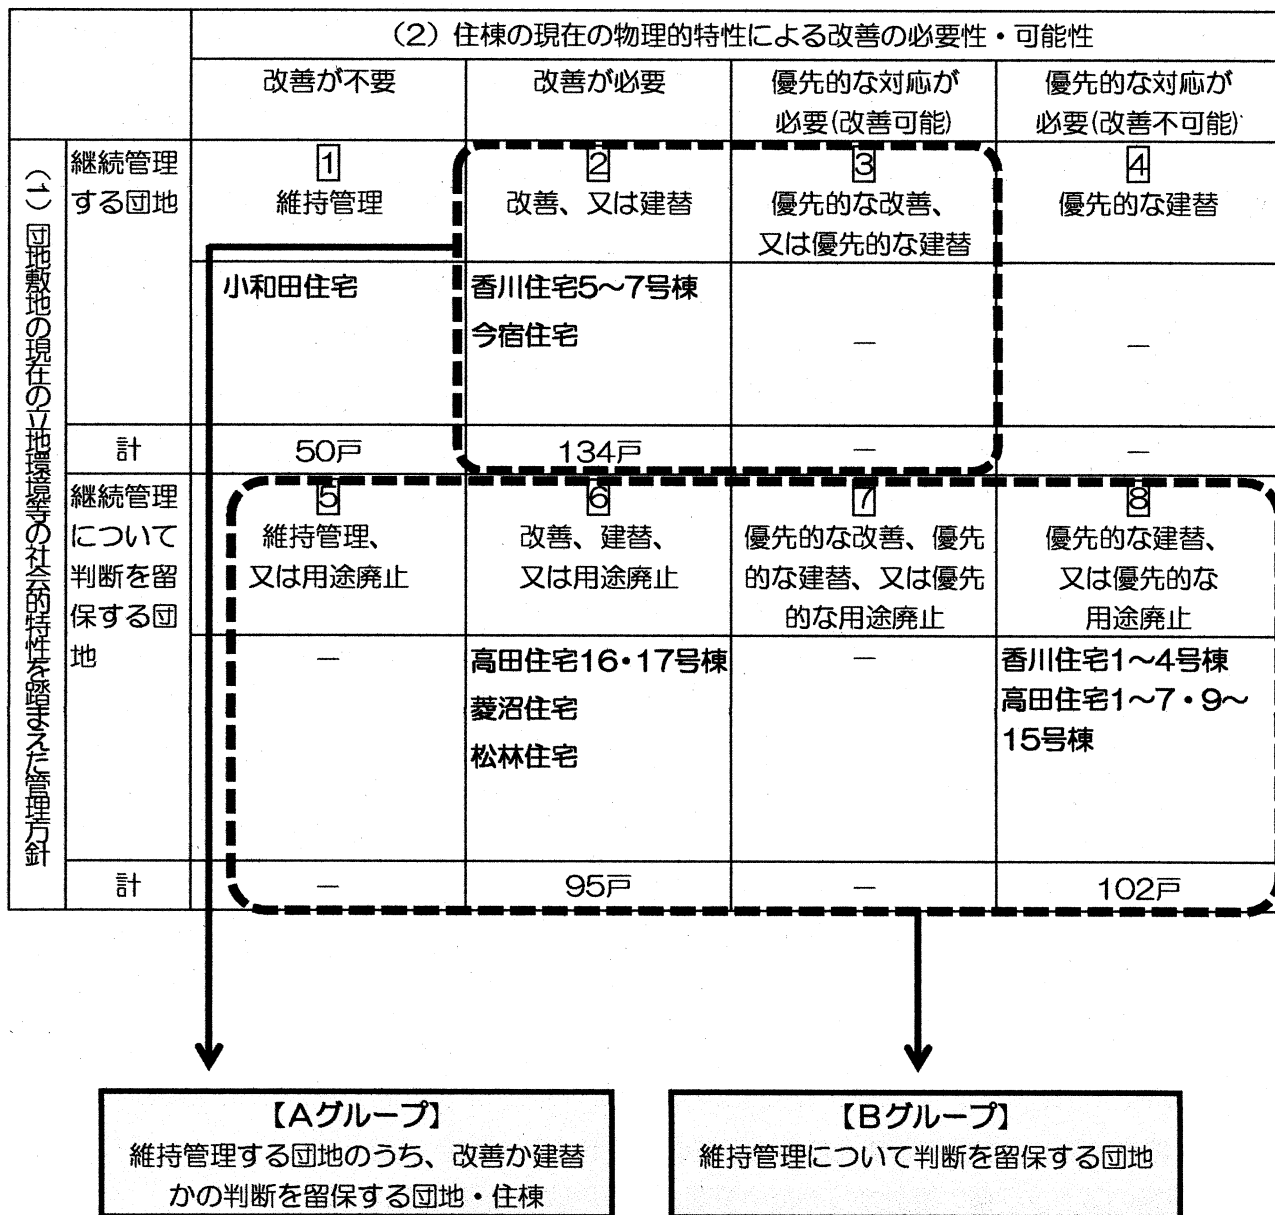 (2) 住棟の現在の物理的特性による改善の必要性・可能性
改善が不要
改善が必要
優先的な対応が
必要(改善可能)
優先的な対応が
必要(改善不可能)
(1) 団地敷地の現在の立地環境等の社会的特性を踏まえた管理方針
継続管理
する団地
1
維持管理
2
改善、又は建替
3
優先的な改善、
又は優先的な建替
4
優先的な建替
小和田住宅
香川住宅5～7号棟
今宿住宅
－
－
計
50戸
134戸
－
－
継続管理
について
判断を留
保する団
地
5
維持管理、
又は用途廃止
6
改善、建替、
又は用途廃止
7
優先的な改善、優先
的な建替、又は優先
的な用途廃止
8
優先的な建替、
又は優先的な
用途廃止
－
高田住宅16・17号棟
菱沼住宅
松林住宅
－
香川住宅1～4号棟
高田住宅1～7・9～
15号棟
計
－
95戸
－
102戸
【Aグループ】
維持管理する団地のうち、改善か建替
かの判断を留保する団地・住棟
【Bグループ】
維持管理について判断を留保する団地